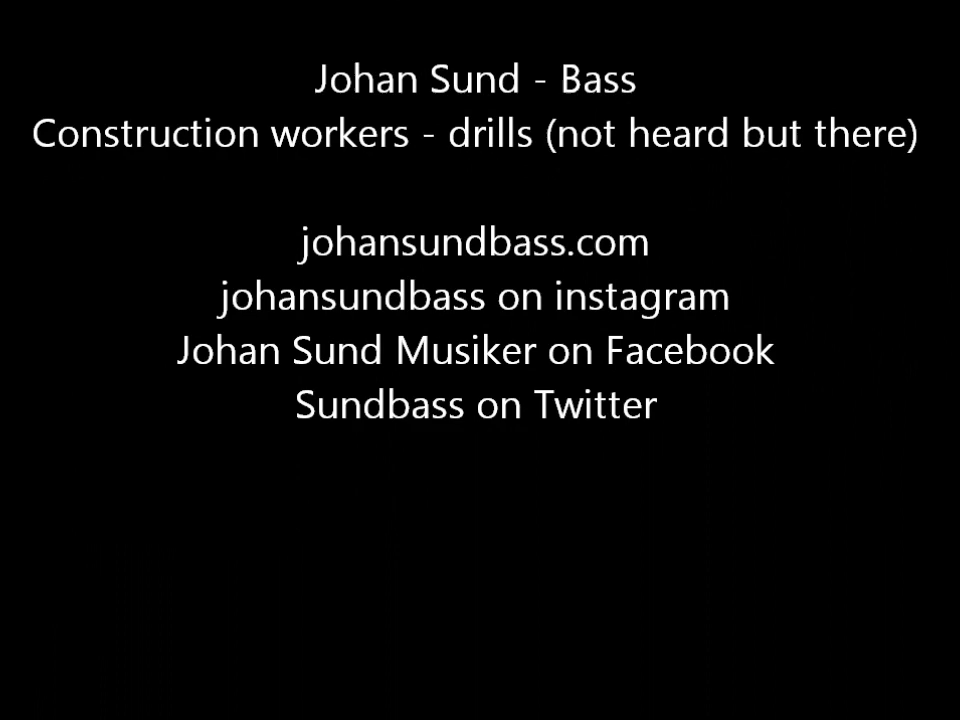 Johan Sund - Bass
Construction workers - drills (not heard but there)
johansundbass.com
johansundbass on instagram
Johan Sund Musiker on Facebook
Sundbass on Twitter